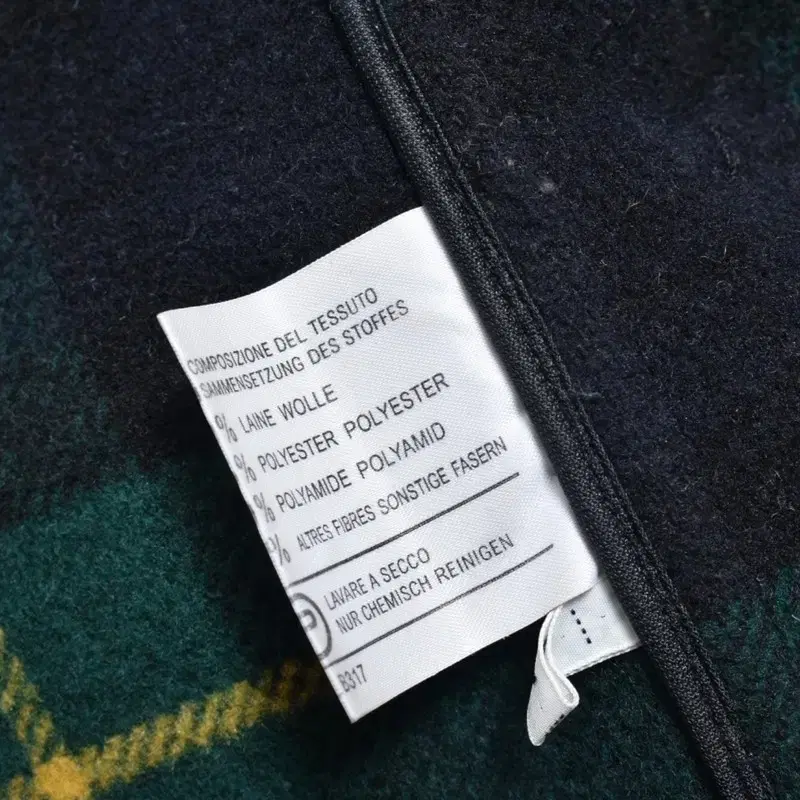 COMPOSIZIONE DEL TESSUTO
SAMMENSETZUNG DES STOFFES
% LAINE WOLLE
% POLYESTER POLYESTER
% POLYAMIDE POLYAMID
% ALTRES FIBRES SONSTIGE FASERN
P LAVARE A SECCO
NUR CHEMISCH REINIGEN
B317